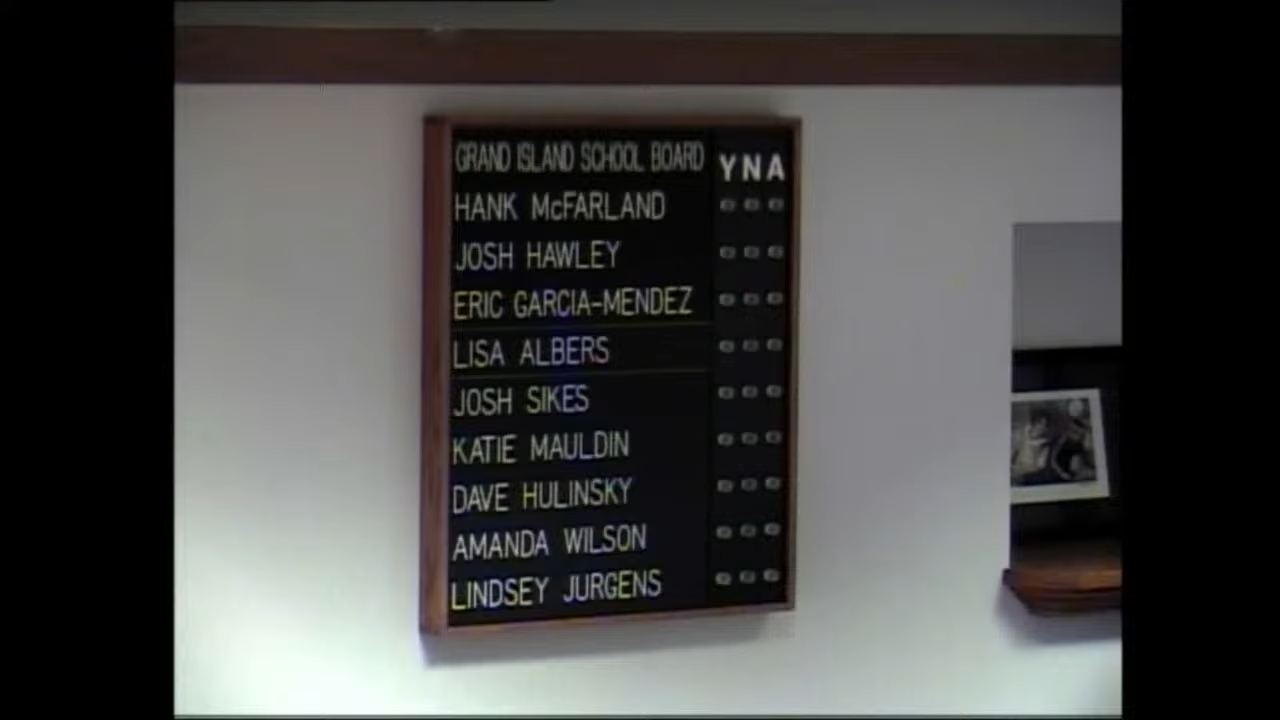 GRAND ISLAND SCHOOL BOARD Y N A
HANK McFARLAND
JOSH HAWLEY
ERIC GARCIA-MENDEZ
LISA ALBERS
JOSH SIKES
KATIE MAULDIN
DAVE HULINSKY
AMANDA WILSON
LINDSEY JURGENS